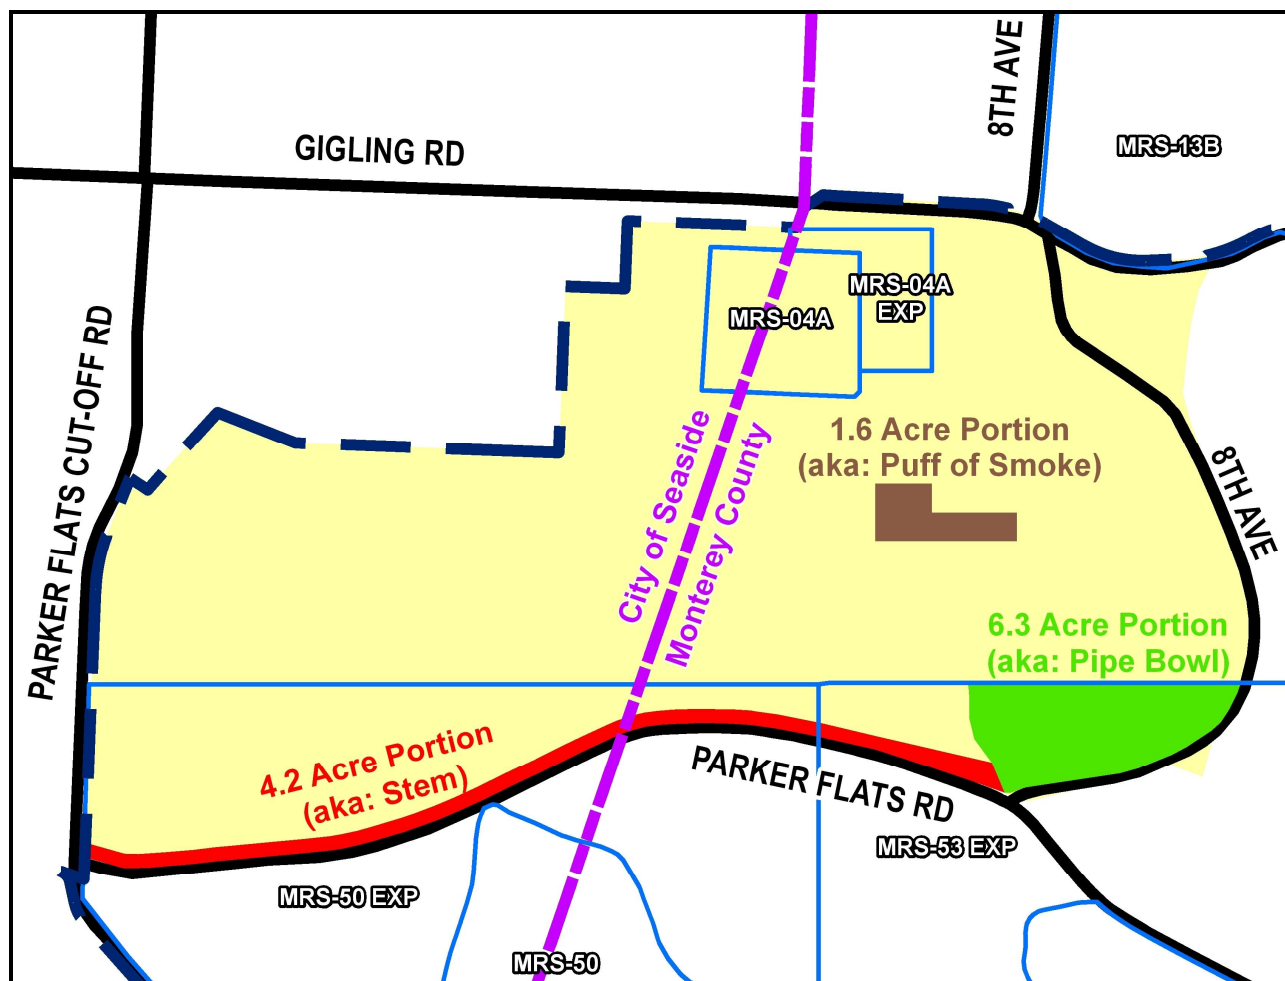 8TH AVE
GIGLING RD
MRS-13B
MRS-04A
EXP
MRS-04A
PARKER FLATS CUT-OFF RD
City of Seaside
Monterey County
1.6 Acre Portion
(aka: Puff of Smoke)
8TH AVE
6.3 Acre Portion
(aka: Pipe Bowl)
4.2 Acre Portion
(aka: Stem)
PARKER FLATS RD
MRS-53 EXP
MRS-50 EXP
MRS-50